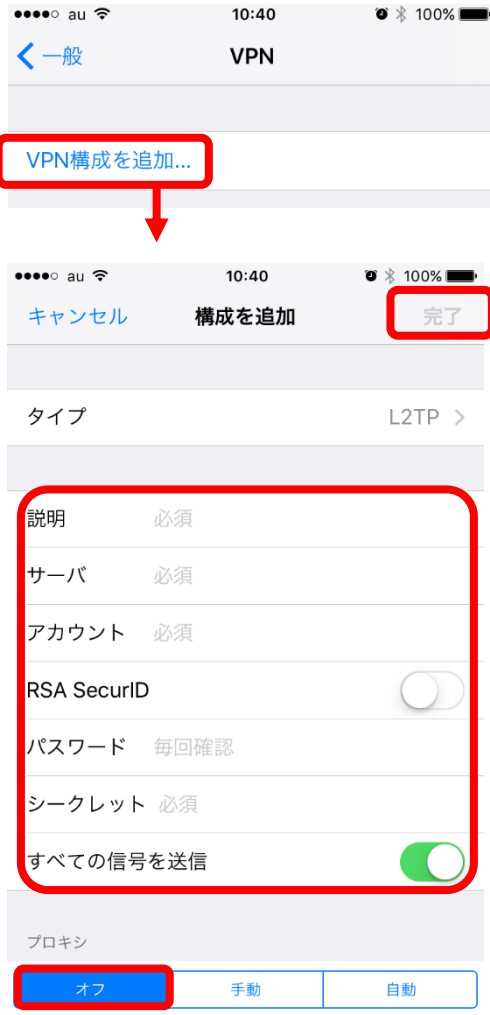 au 10:40 100%
一般 VPN
VPN構成を追加...
au 10:40 100%
キャンセル 構成を追加 完了
タイプ L2TP
説明 必須
サーバ 必須
アカウント 必須
RSA SecurID
パスワード 毎回確認
シークレット 必須
すべての信号を送信
プロキシ
オフ 手動 自動